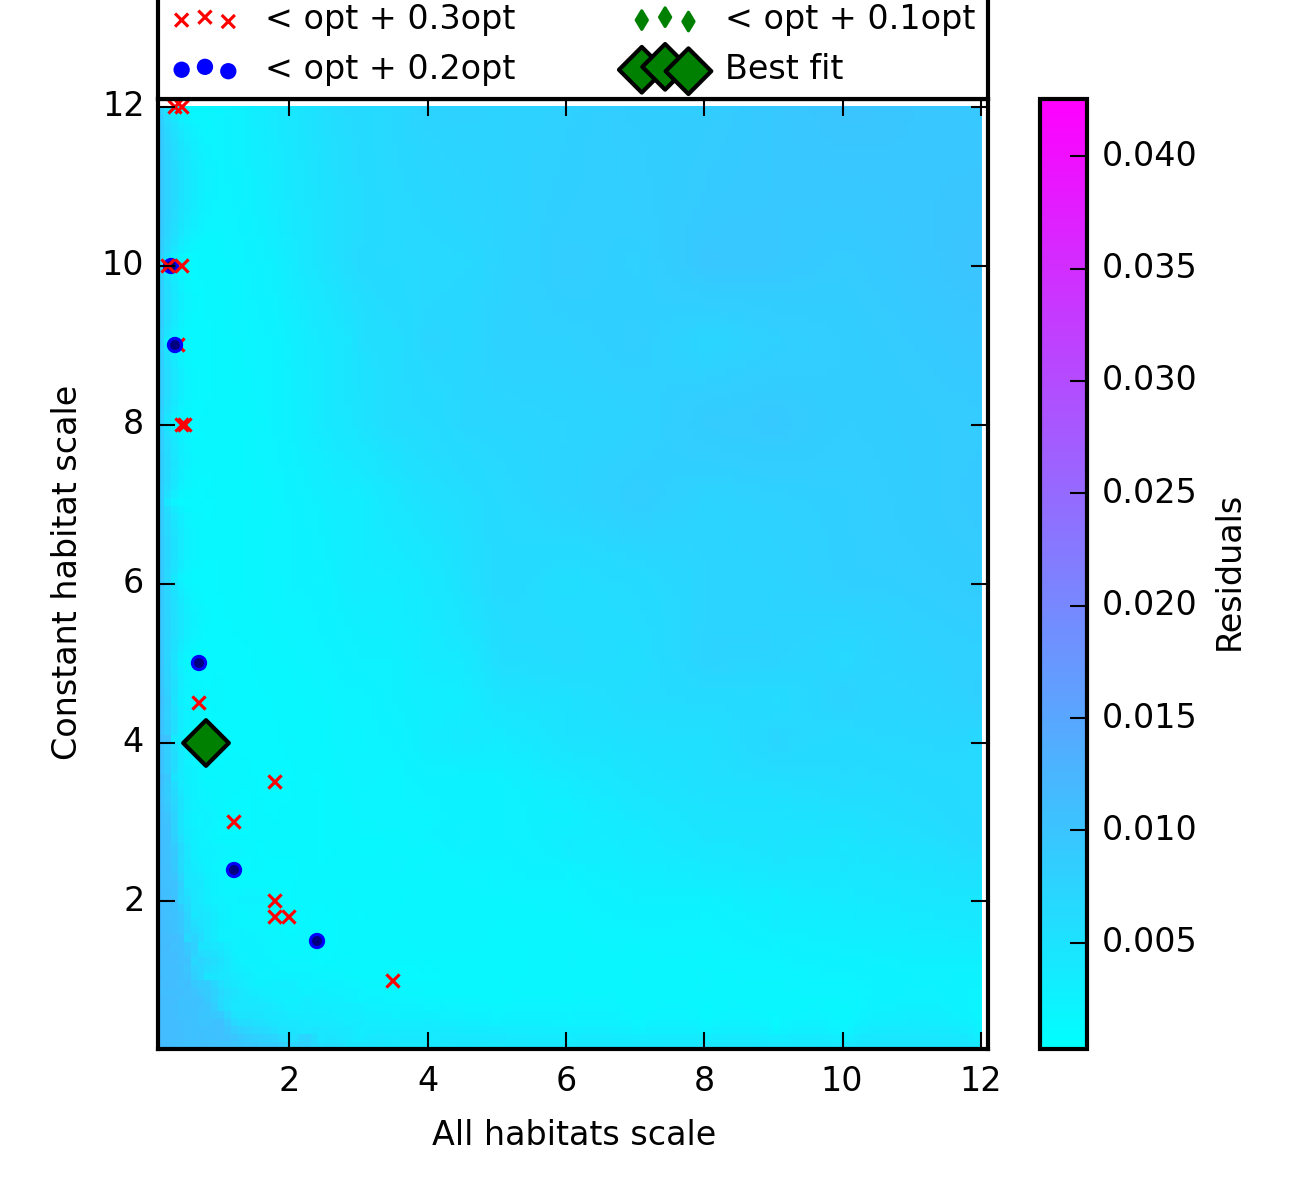 < opt + 0.3opt
< opt + 0.1opt
< opt + 0.2opt
Best fit
12
10
8
6
4
2
Constant habitat scale
2
4
6
8
10
12
All habitats scale
0.040
0.035
0.030
0.025
0.020
0.015
0.010
0.005
Residuals